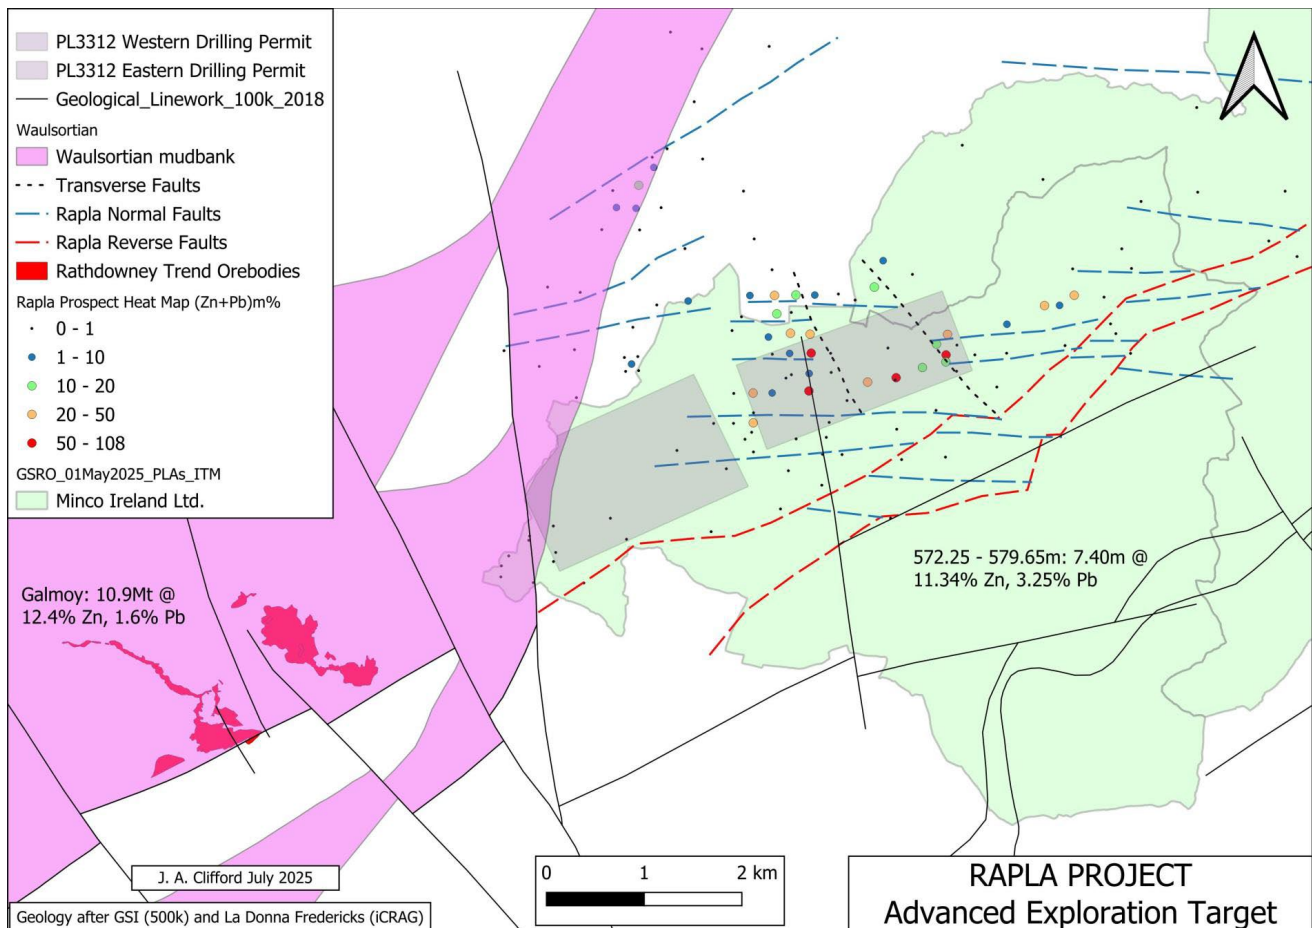 PL3312 Western Drilling Permit
PL3312 Eastern Drilling Permit
Geological_Linework_100k_2018
Waulsortian
Waulsortian mudbank
Transverse Faults
Rapla Normal Faults
Rapla Reverse Faults
Rathdowney Trend Orebodies
Rapla Prospect Heat Map (Zn+Pb)m%
0 - 1
1 - 10
10 - 20
20 - 50
50 - 108
GSRO_01May2025_PLAs_ITM
Minco Ireland Ltd.
572.25 - 579.65m: 7.40m @
11.34% Zn, 3.25% Pb
Galmoy: 10.9Mt @
12.4% Zn, 1.6% Pb
J. A. Clifford July 2025
Geology after GSI (500k) and La Donna Fredericks (iCRAG)
0 1 2 km
RAPLA PROJECT
Advanced Exploration Target